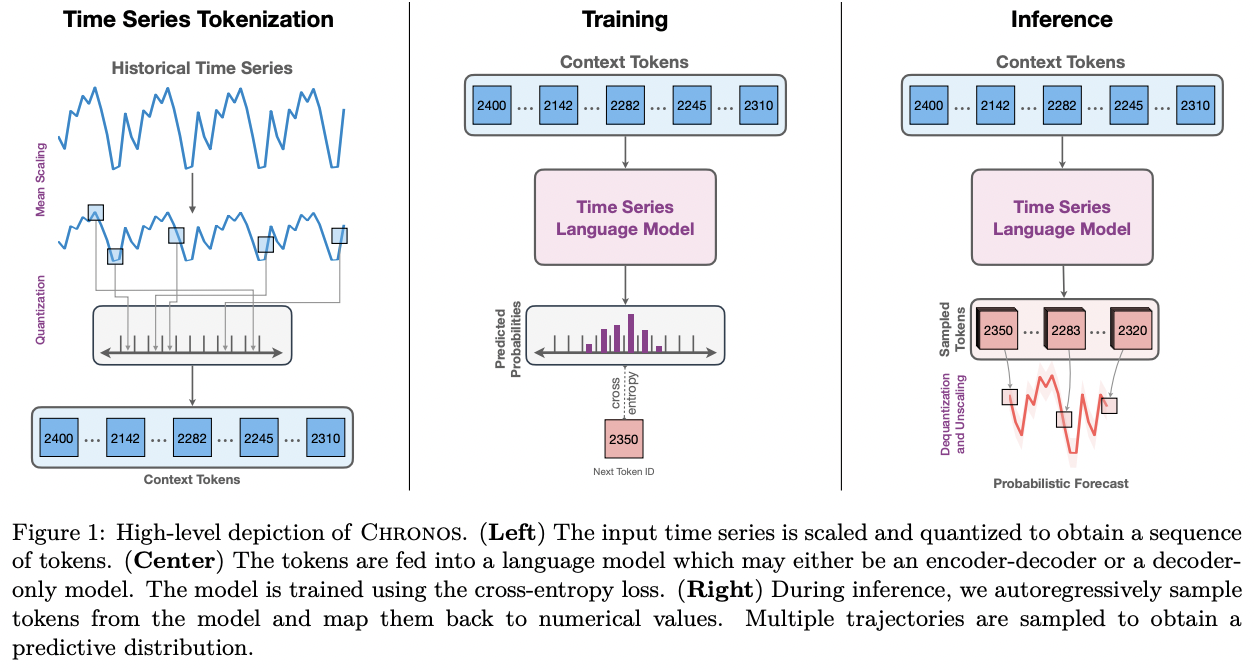 Time Series Tokenization
Historical Time Series
Mean Scaling
Quantization
2400 ... 2142 ... 2282 ... 2245 ... 2310
Context Tokens
Training
Context Tokens
2400 ... 2142 ... 2282 ... 2245 ... 2310
Time Series
Language Model
Predicted
Probabilities
cross
entropy
2350
Next Token ID
Inference
Context Tokens
2400 ... 2142 ... 2282 ... 2245 ... 2310
Time Series
Language Model
Sampled
Tokens
2350 ... 2283 ... 2320
Dequantization
and Unscaling
Probabilistic Forecast
Figure 1: High-level depiction of CHRONOS. (Left) The input time series is scaled and quantized to obtain a sequence
of tokens. (Center) The tokens are fed into a language model which may either be an encoder-decoder or a decoder-
only model. The model is trained using the cross-entropy loss. (Right) During inference, we autoregressively sample
tokens from the model and map them back to numerical values. Multiple trajectories are sampled to obtain a
predictive distribution.